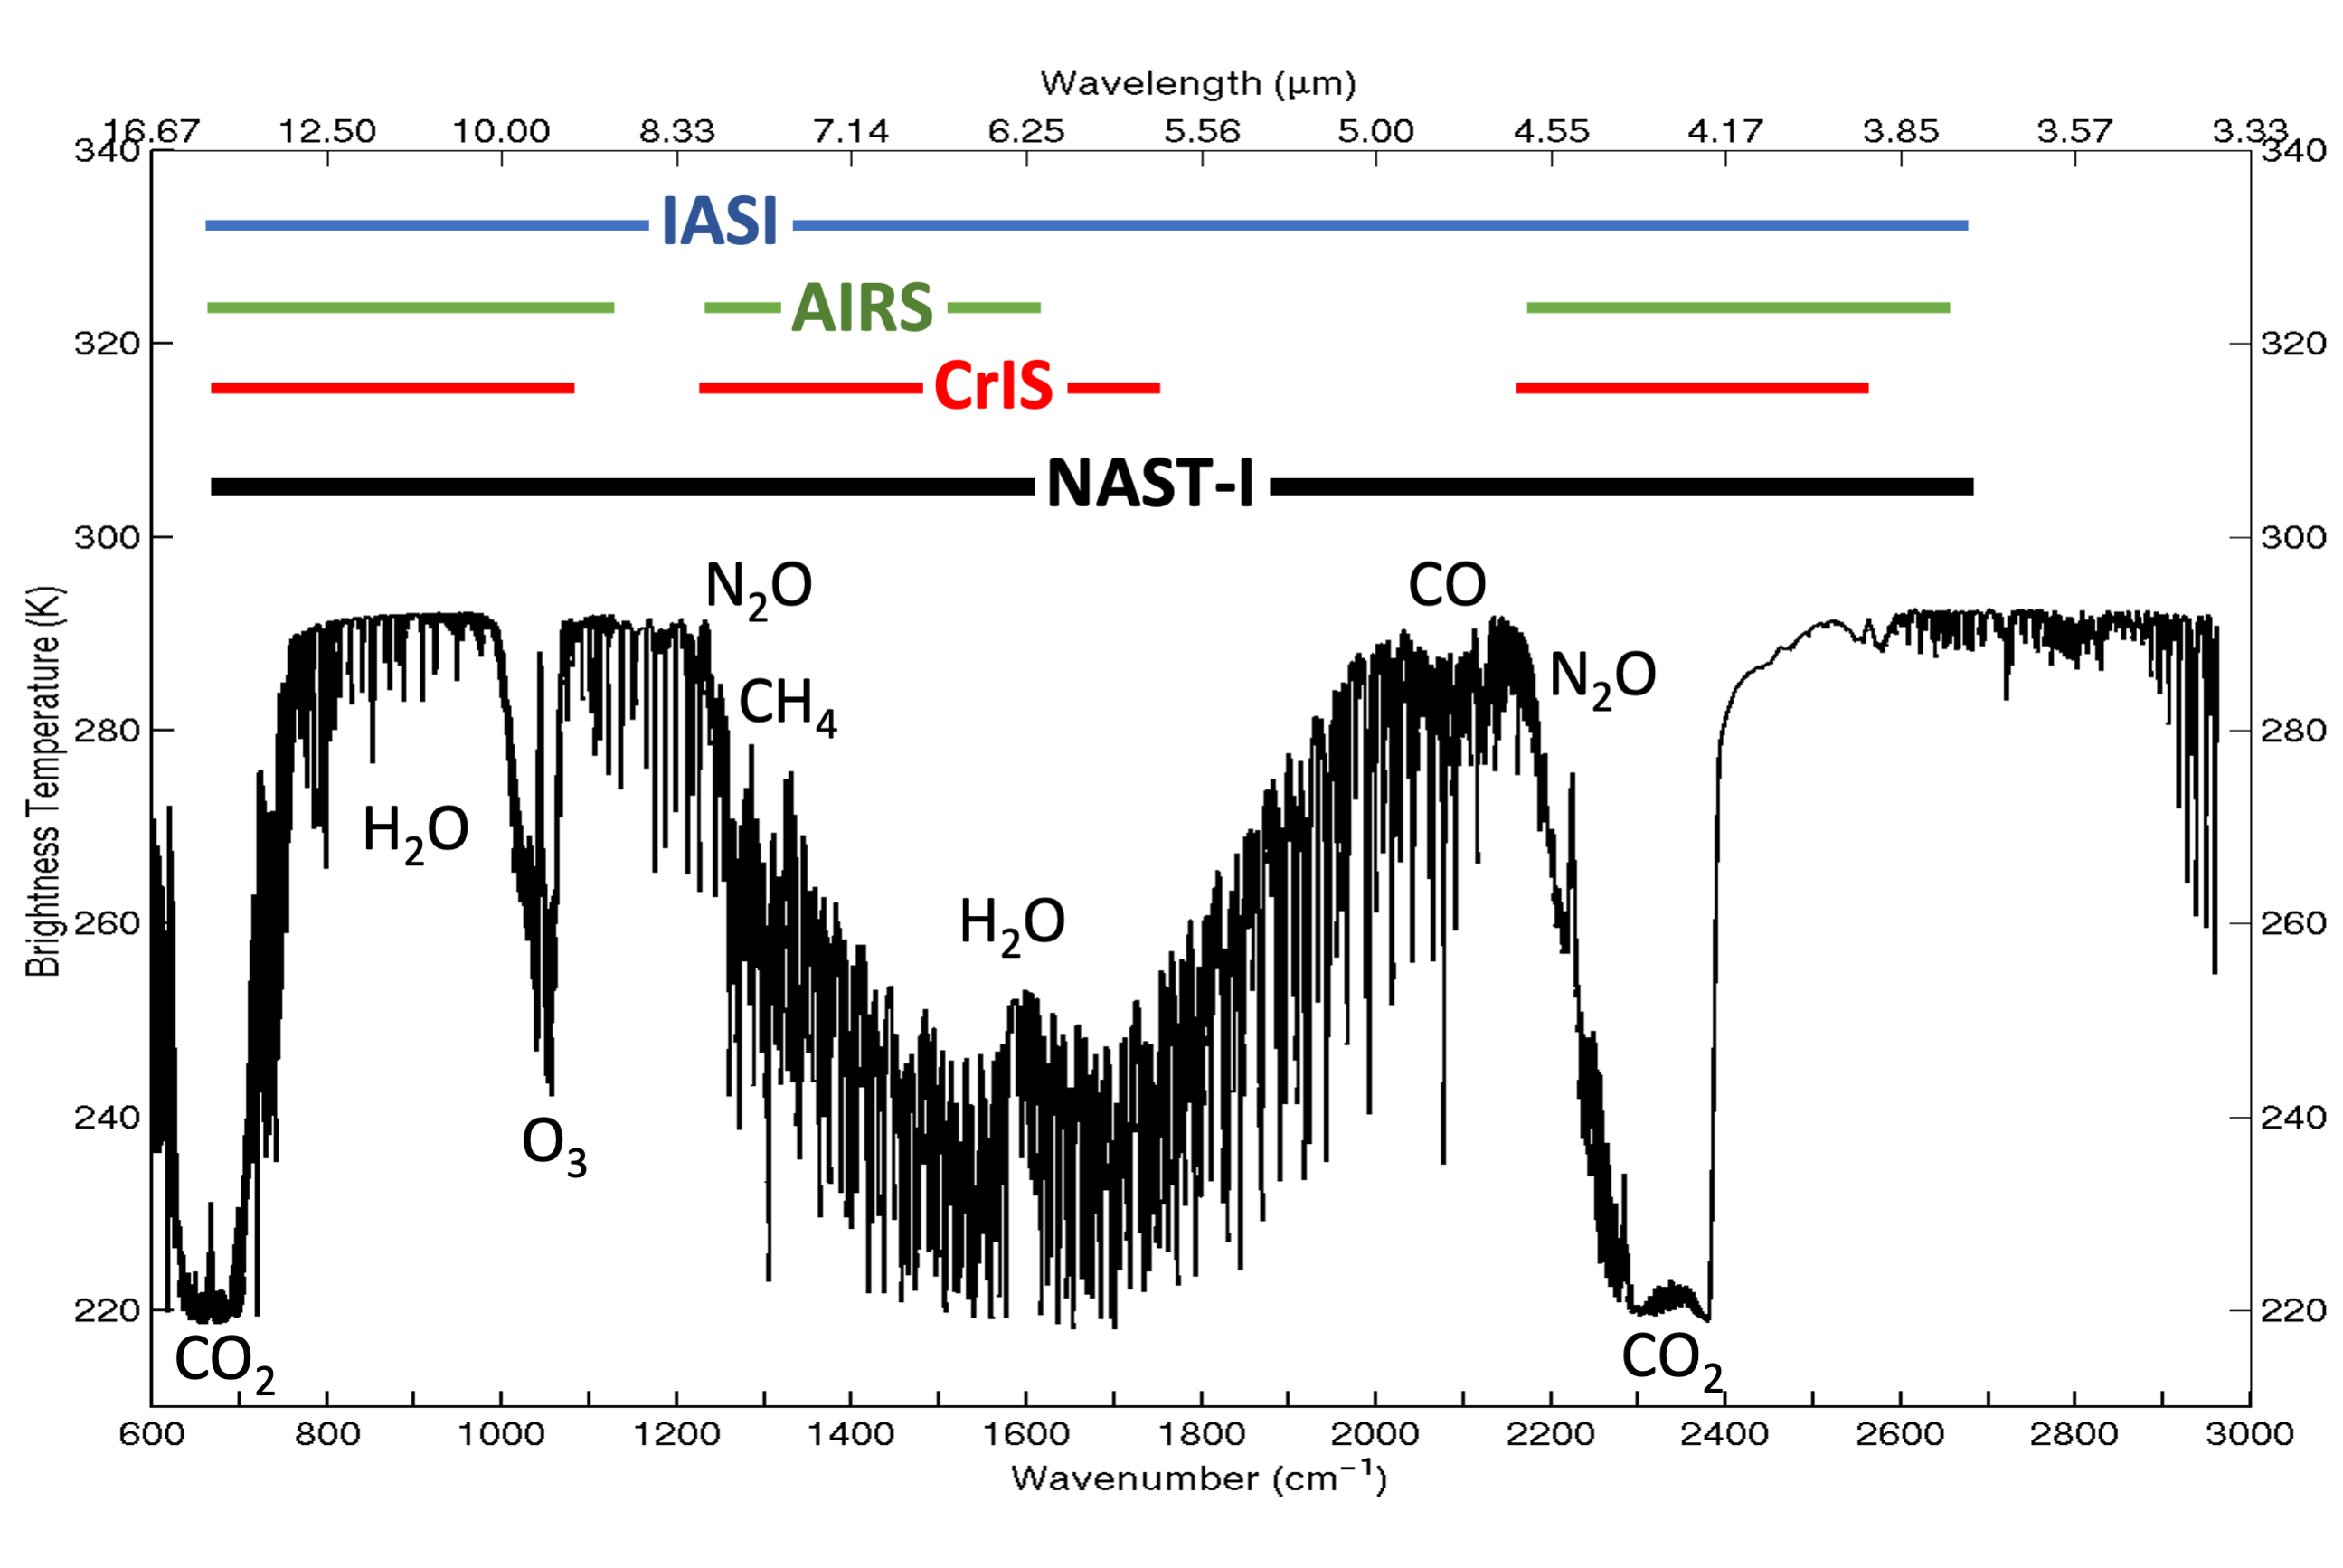 Wavelength (μm)
16.67 12.50 10.00 8.33 7.14 6.25 5.56 5.00 4.55 4.17 3.85 3.57 3.33
340 340
IASI
AIRS
320 320
CrIS
NAST-I
300 300
N₂O CO
N₂O
CH₄
280 280
H₂O
Brightness Temperature (K)
H₂O
260 260
240 240
O₃
220 220
CO₂ CO₂
600 800 1000 1200 1400 1600 1800 2000 2200 2400 2600 2800 3000
Wavenumber (cm⁻¹)